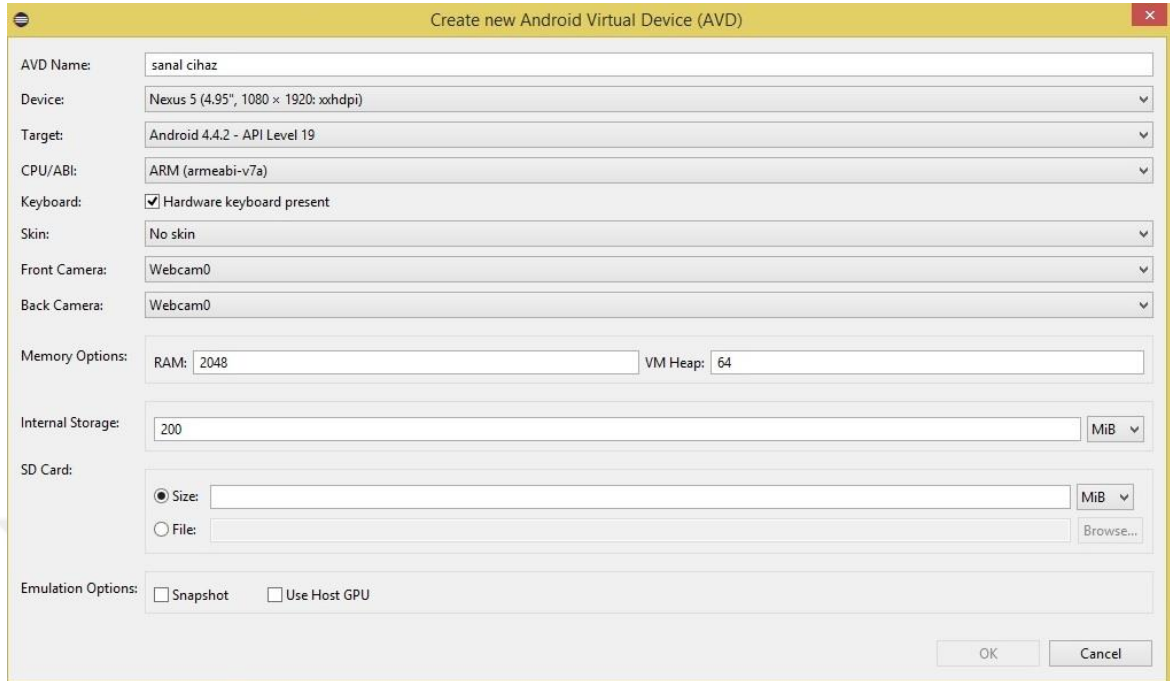 Create new Android Virtual Device (AVD)
AVD Name: sanal cihaz
Device: Nexus 5 (4.95", 1080 × 1920: xxhdpi)
Target: Android 4.4.2 - API Level 19
CPU/ABI: ARM (armeabi-v7a)
Keyboard: Hardware keyboard present
Skin: No skin
Front Camera: Webcam0
Back Camera: Webcam0
Memory Options: RAM: 2048 VM Heap: 64
Internal Storage: 200 MiB
SD Card:
Size: MiB
File: Browse...
Emulation Options: Snapshot Use Host GPU
OK Cancel